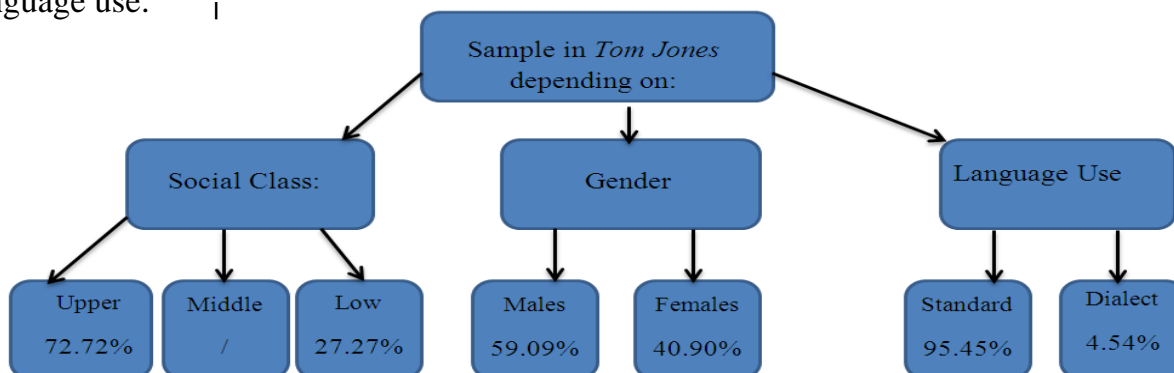 language use.
Sample in Tom Jones
depending on:
Social Class:
Gender
Language Use
Upper
72.72%
Middle
/
Low
27.27%
Males
59.09%
Females
40.90%
Standard
95.45%
Dialect
4.54%